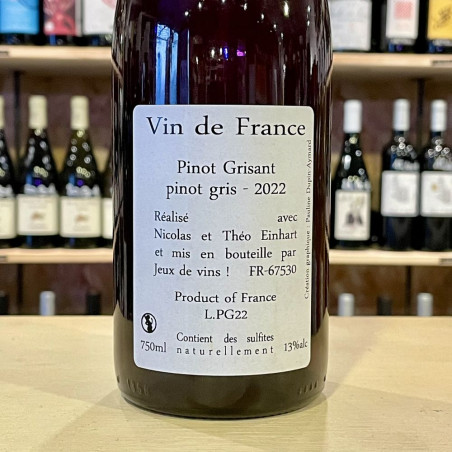 Vin de France
Pinot Grisant
pinot gris - 2022
Réalisé avec
Nicolas et Théo Einhart
et mis en bouteille par
Jeux de vins ! FR-67530
Product of France
L.PG22
Contient des sulfites
750ml naturellement 13%alc
Création graphique : Pauline Dupin Aymard